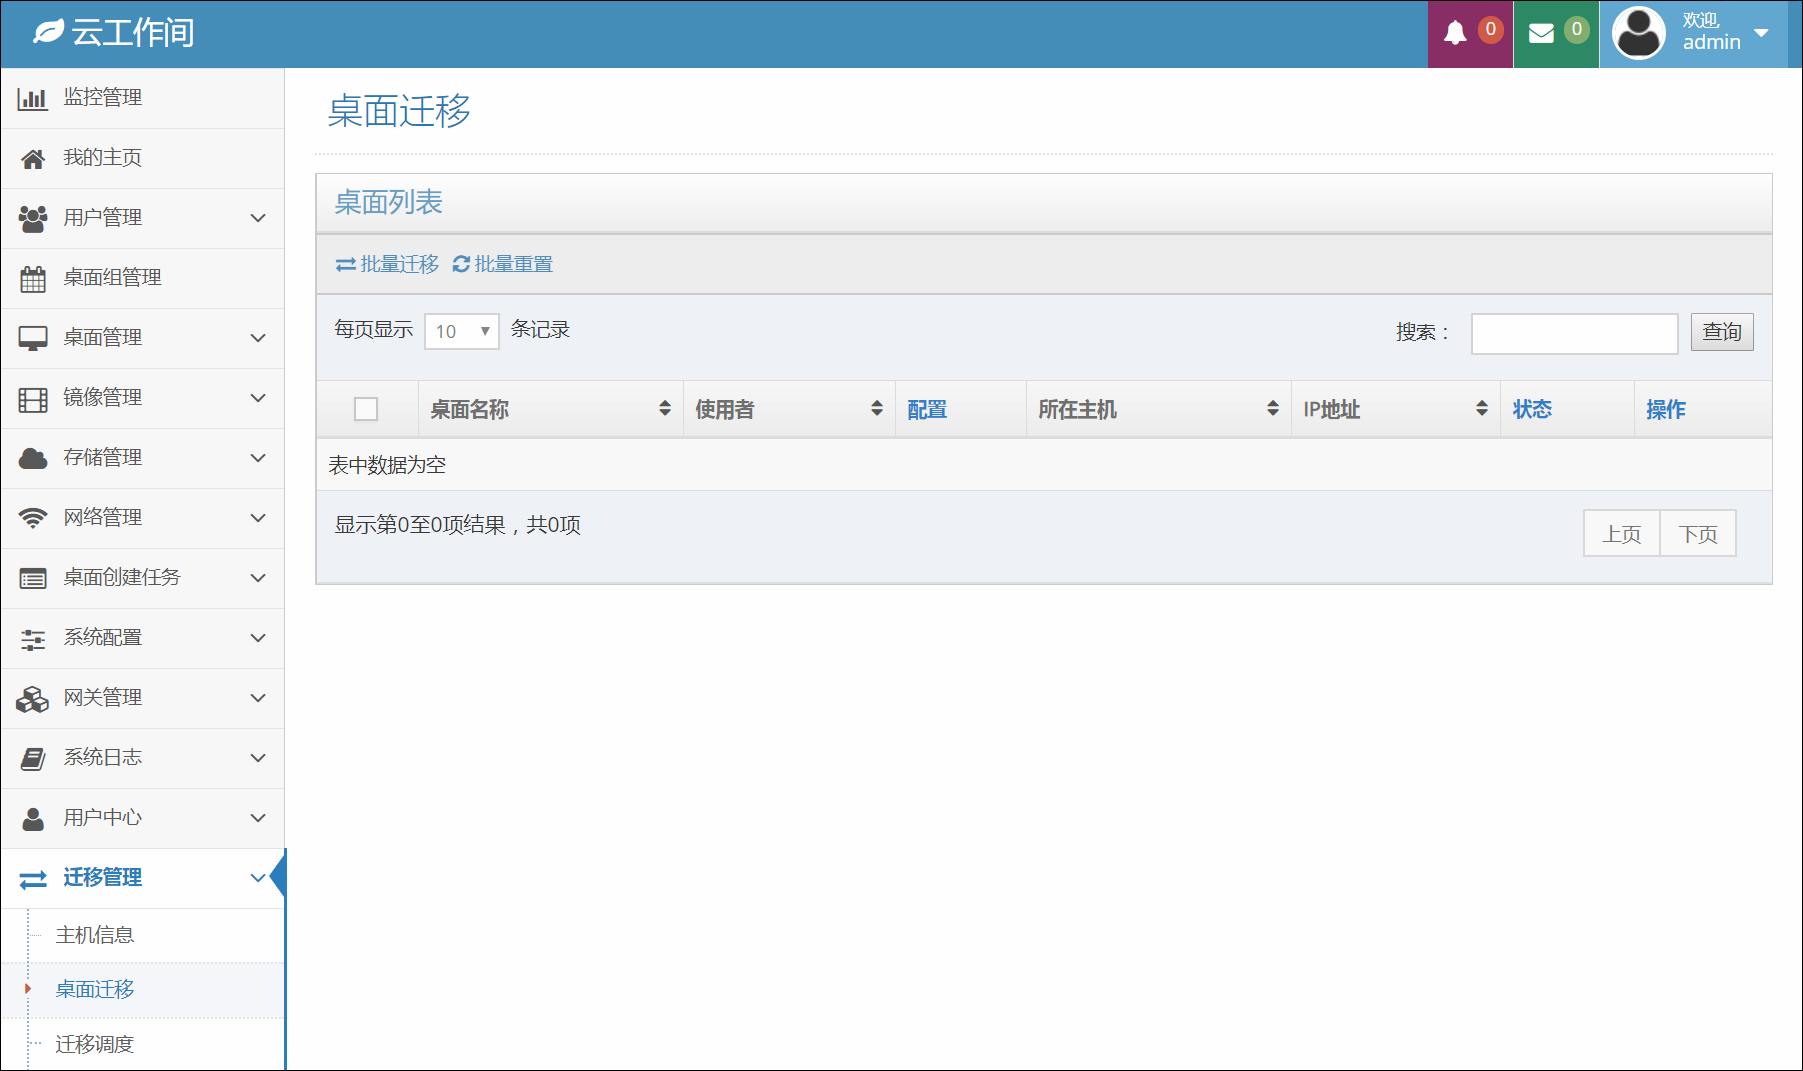 云工作间
0
0
欢迎,
admin
监控管理
我的主页
用户管理
桌面组管理
桌面管理
镜像管理
存储管理
网络管理
桌面创建任务
系统配置
网关管理
系统日志
用户中心
迁移管理
主机信息
桌面迁移
迁移调度
桌面迁移
桌面列表
批量迁移 批量重置
每页显示 10 条记录 搜索： 查询
桌面名称 使用者 配置 所在主机 IP地址 状态 操作
表中数据为空
显示第0至0项结果，共0项 上页 下页